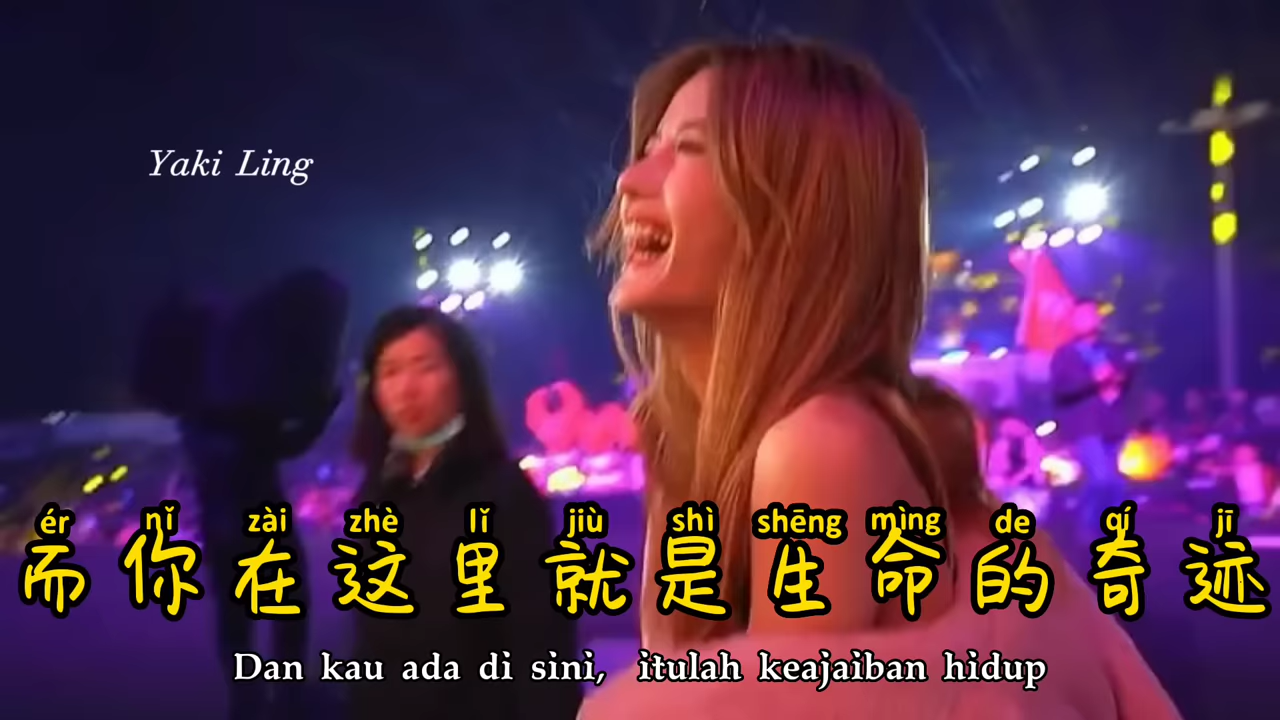 Yaki Ling
ér nǐ zài zhè lǐ jiù shì shēng mìng de qí jī
而你在这里就是生命的奇迹
Dan kau ada di sini, itulah keajaiban hidup